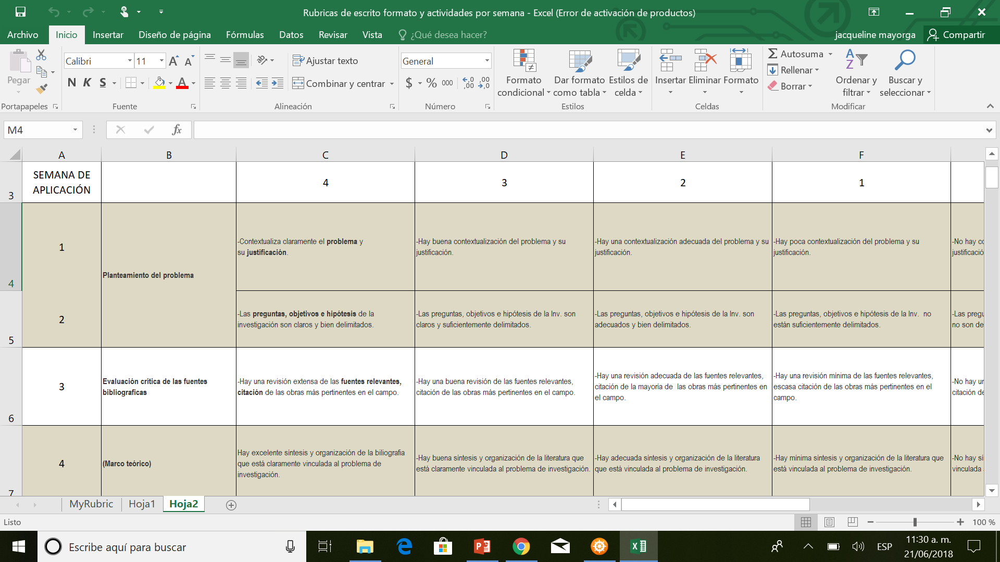 Rubricas de escrito formato y actividades por semana - Excel (Error de activación de productos)
Archivo Inicio Insertar Diseño de página Fórmulas Datos Revisar Vista ¿Qué desea hacer? jacqueline mayorga Compartir
Pegar
Calibri 11
N K S
A A
A
Ajustar texto
Combinar y centrar
General
$ % 000 ,0 ,00 ,00 ,0
Formato condicional
Dar formato como tabla
Estilos de celda
Insertar Eliminar Formato
Autosuma
Rellenar
Borrar
Ordenar y filtrar
Buscar y seleccionar
Portapapeles Fuente Alineación Número Estilos Celdas Modificar
M4 fx
A B C D E F
3
SEMANA DE
APLICACIÓN
4 3 2 1
4
1
Planteamiento del problema
-Contextualiza claramente el problema y
su justificación.
-Hay buena contextualización del problema y su
justificación.
-Hay una contextualización adecuada del problema y su
justificación.
-Hay poca contextualización del problema y su
justificación.
-No hay co
justificació
5
2
-Las preguntas, objetivos e hipótesis de la
investigación son claros y bien delimitados.
-Las preguntas, objetivos e hipótesis de la Inv. son
claros y suficientemente delimitados.
-Las preguntas, objetivos e hipótesis de la Inv. son
adecuados y bien delimitados.
-Las preguntas, objetivos e hipótesis de la Inv.  no
están suficientemente delimitados.
-Las pregu
no son de
6
3
Evaluación crítica de las fuentes
bibliograficas
-Hay una revisión extensa de las fuentes relevantes,
citación de las obras más pertinentes en el campo.
-Hay una buena revisión de las fuentes relevantes,
citación de las obras más pertinentes en el campo.
-Hay una revisión adecuada de las fuentes relevantes,
citación de la mayoría de  las obras más pertinentes en
el campo.
-Hay una revisión minima de las fuentes relevantes,
escasa citación de las obras más pertinentes en el
campo.
-No hay un
citación de
7
4
(Marco teórico)
Hay excelente sintesis y organización de la biliografia
que está claramente vinculada al problema de
investigación.
-Hay buena síntesis y organización de la literatura que
está claramente vinculada al problema de investigación.
-Hay adecuada síntesis y organización de la literatura
que está vinculada al problema de investigación.
-Hay minima síntesis y organización de la literatura que
está vinculada al problema de investigación.
-No hay sí
vinculada
MyRubric Hoja1 Hoja2
Listo 100 %
Escribe aquí para buscar
ESP
11:30 a. m.
21/06/2018